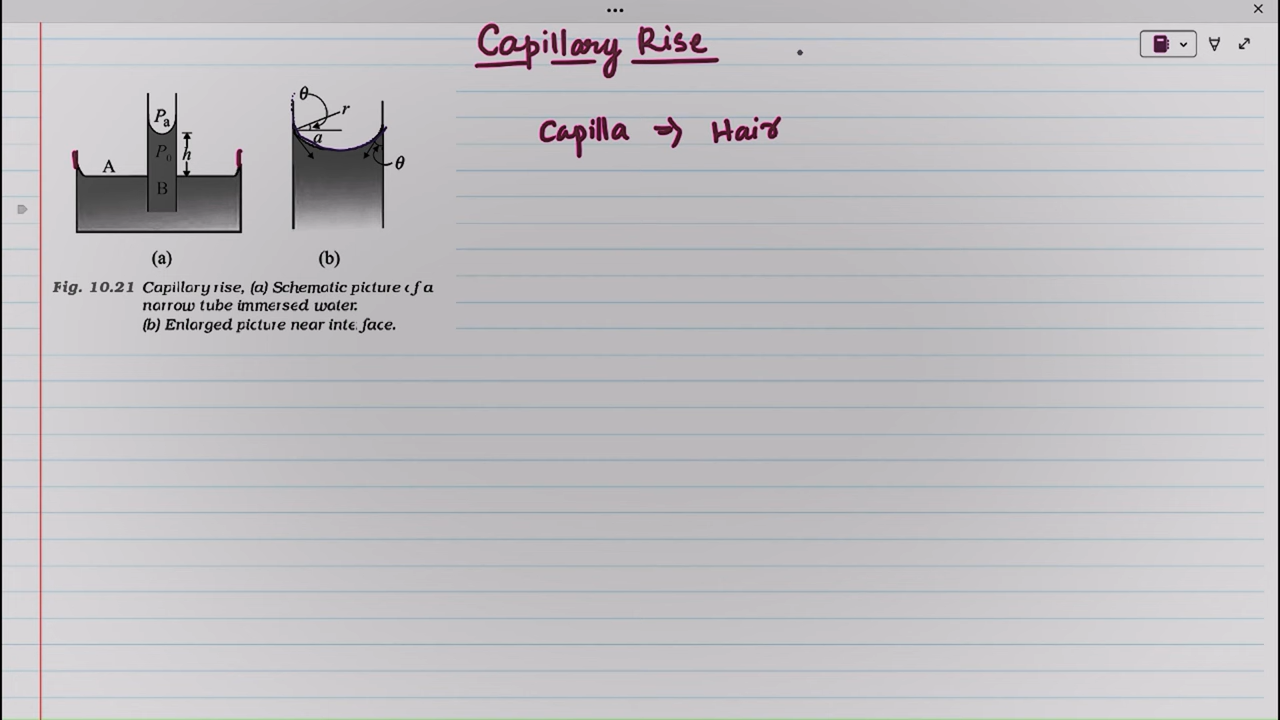 Capillary Rise
Capilla ⇒ Hair
θ
r
a
θ
Pa
P0
h
A
B
(a)
(b)
Fig. 10.21 Capillary rise, (a) Schematic picture of a
narrow tube immersed water.
(b) Enlarged picture near interface.